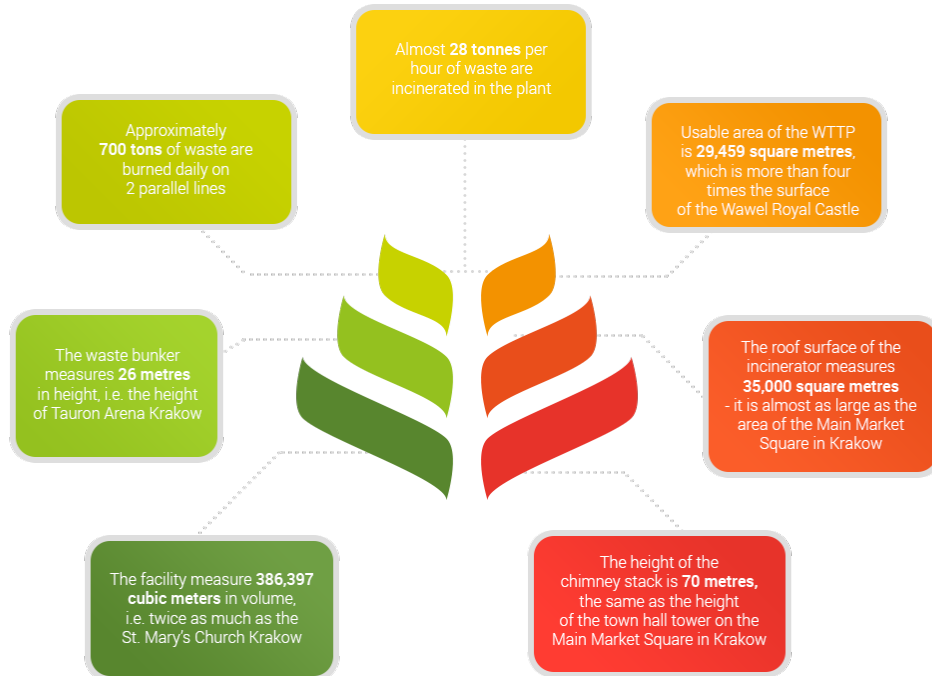 Almost 28 tonnes per
hour of waste are
incinerated in the plant
Approximately
700 tons of waste are
burned daily on
2 parallel lines
Usable area of the WTTP
is 29,459 square metres,
which is more than four
times the surface
of the Wawel Royal Castle
The waste bunker
measures 26 metres
in height, i.e. the height
of Tauron Arena Krakow
The roof surface of the
incinerator measures
35,000 square metres
- it is almost as large as the
area of the Main Market
Square in Krakow
The facility measure 386,397
cubic meters in volume,
i.e. twice as much as the
St. Mary's Church Krakow
The height of the
chimney stack is 70 metres,
the same as the height
of the town hall tower on the
Main Market Square in Krakow